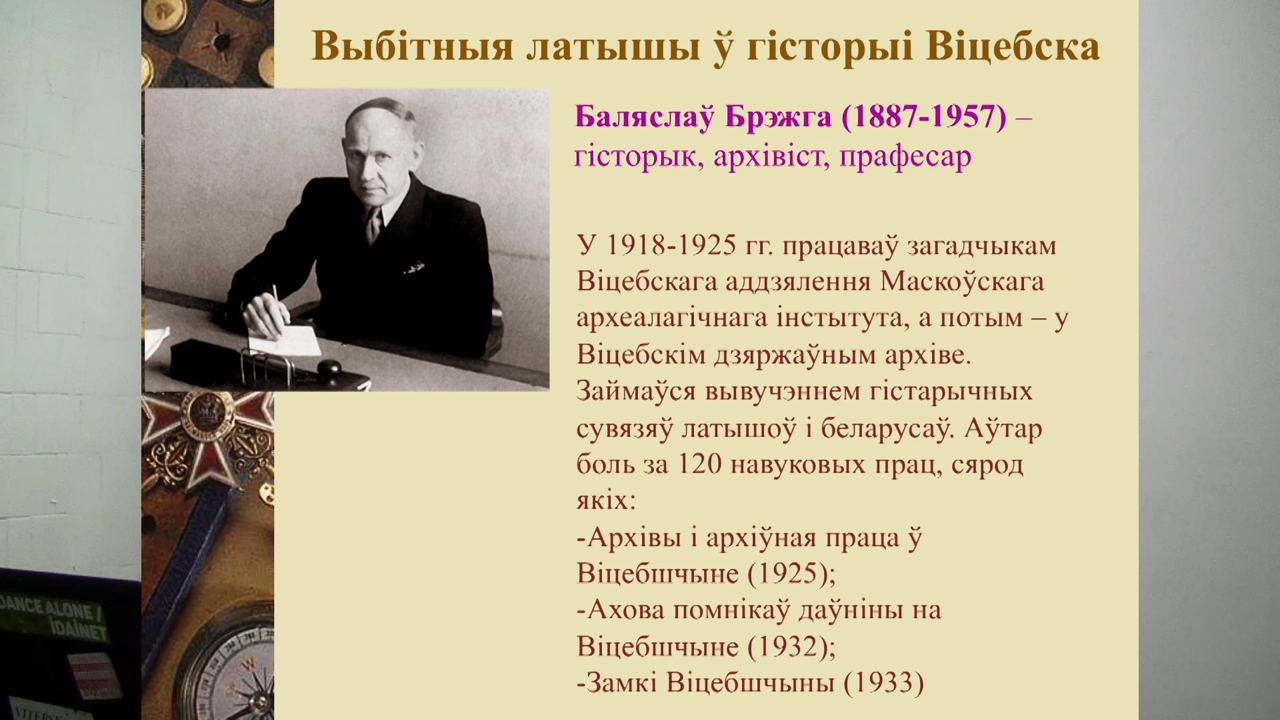 Выбітныя латышы ў гісторыі Віцебска
Баляслаў Брэжга (1887-1957) –
гісторык, архівіст, прафесар
У 1918-1925 гг. працаваў загадчыкам
Віцебскага аддзялення Маскоўскага
археалагічнага інстытута, а потым – у
Віцебскім дзяржаўным архіве.
Займаўся вывучэннем гістарычных
сувязяў латышоў і беларусаў. Аўтар
боль за 120 навуковых прац, сярод
якіх:
-Архівы і архіўная праца ў
Віцебшчыне (1925);
-Ахова помнікаў даўніны на
Віцебшчыне (1932);
-Замкі Віцебшчыны (1933)
DANCE ALONE /